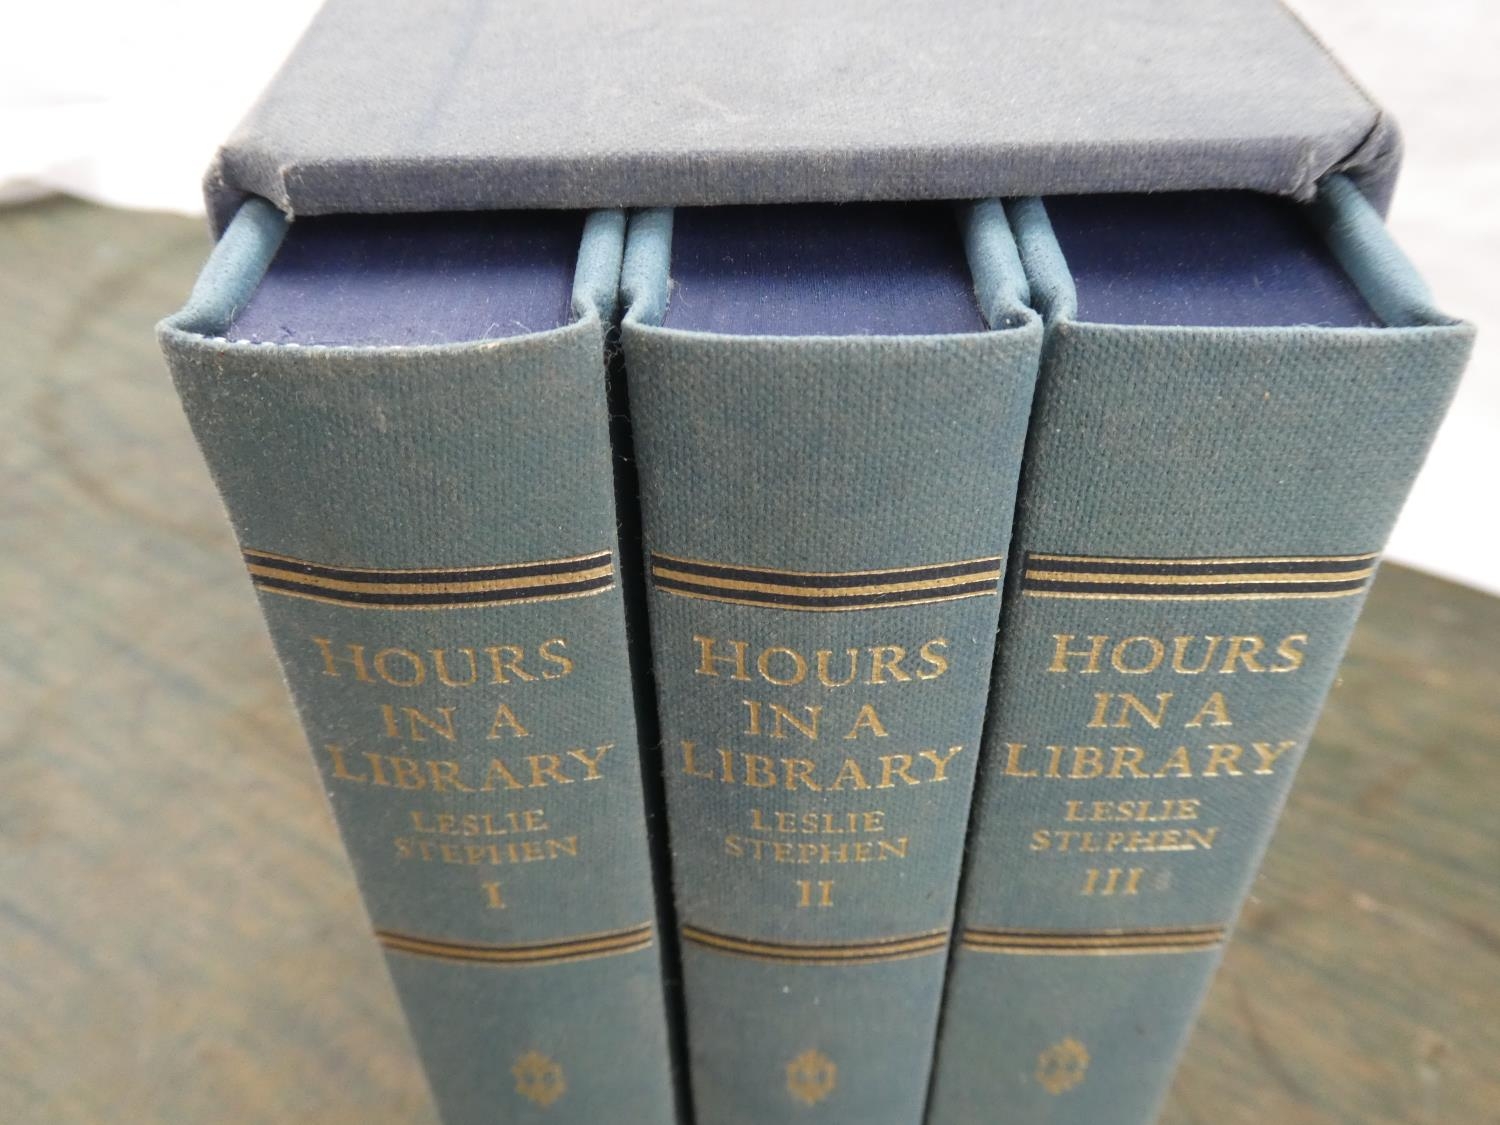 HOURS
IN A
LIBRARY
LESLIE
STEPHEN
I
HOURS
IN A
LIBRARY
LESLIE
STEPHEN
II
HOURS
IN A
LIBRARY
LESLIE
STEPHEN
III